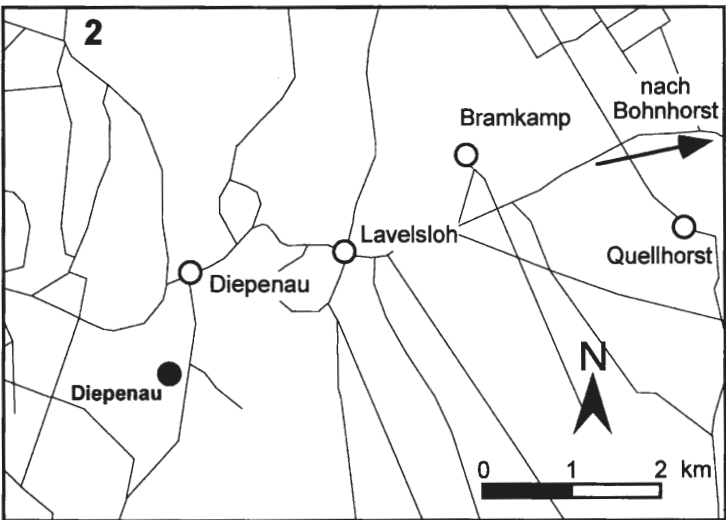 2
nach
Bohnhorst
Bramkamp
Lavelsloh
Quellhorst
Diepenau
Diepenau
N
0 1 2 km